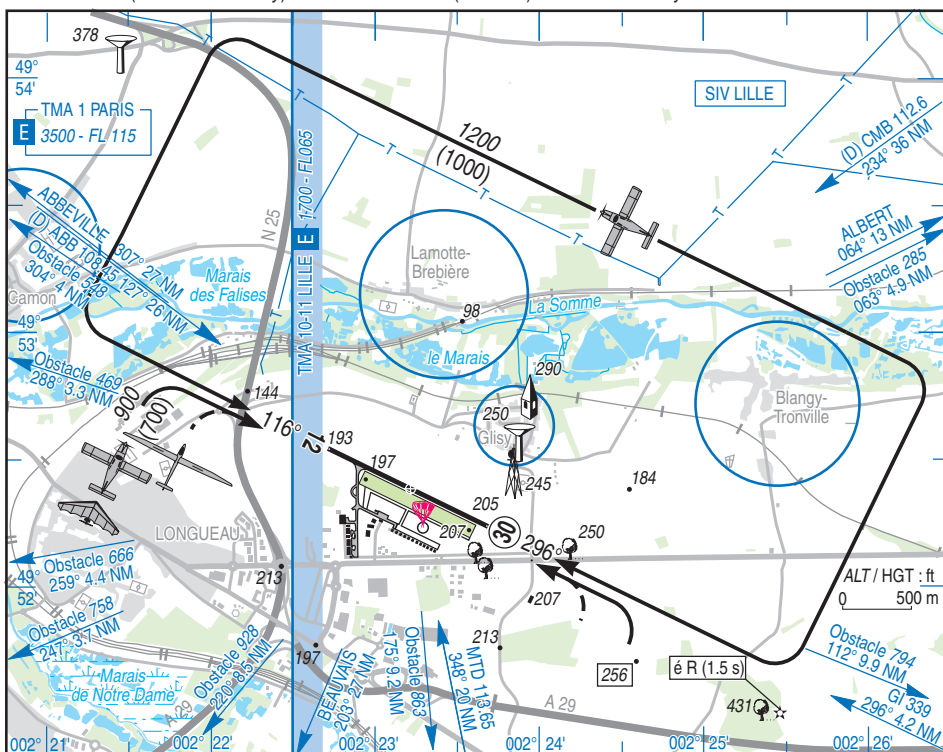 378
49°
54'
TMA 1 PARIS
E 3500 - FL 115
SIV LILLE
1200
(1000)
(D) CMB 112.6
234° 36 NM
ALBERT
064° 13 NM
Obstacle 285
063° 4.9 NM
N 25
TMA 10-11 LILLE E 1700 - FL065
T
T
T
T
T
T
T
ABBEVILLE 307° 27 NM
(D) ABB 108.45 127° 26 NM
Obstacle 548
304° 4 NM
Camon
Marais
des Falises
Lamotte-
Brebière
98
La Somme
le Marais
49°
53'
Obstacle 469
288° 3.3 NM
900
(700)
144
116°
12
193
290
250
Glisy
245
184
Blangy-
Tronville
197
205
207
30
296°
250
LONGUEAU
213
207
Obstacle 666
259° 4.4 NM
49°
52'
Obstacle 758
247° 3.7 NM
Obstacle 928
220° 8.5 NM
Marais
de Notre Dame
A 29
197
BEAUVAIS
203° 27 NM
Obstacle 863
175° 9.2 NM
MTD 113.65
348° 20 NM
213
256
A 29
é R (1.5 s)
431
ALT / HGT : ft
0 500 m
Obstacle 794
112° 9.9 NM
GI 339
296° 4.2 NM
002° 21'
002° 22'
002° 23'
002° 24'
002° 25'
002° 26'